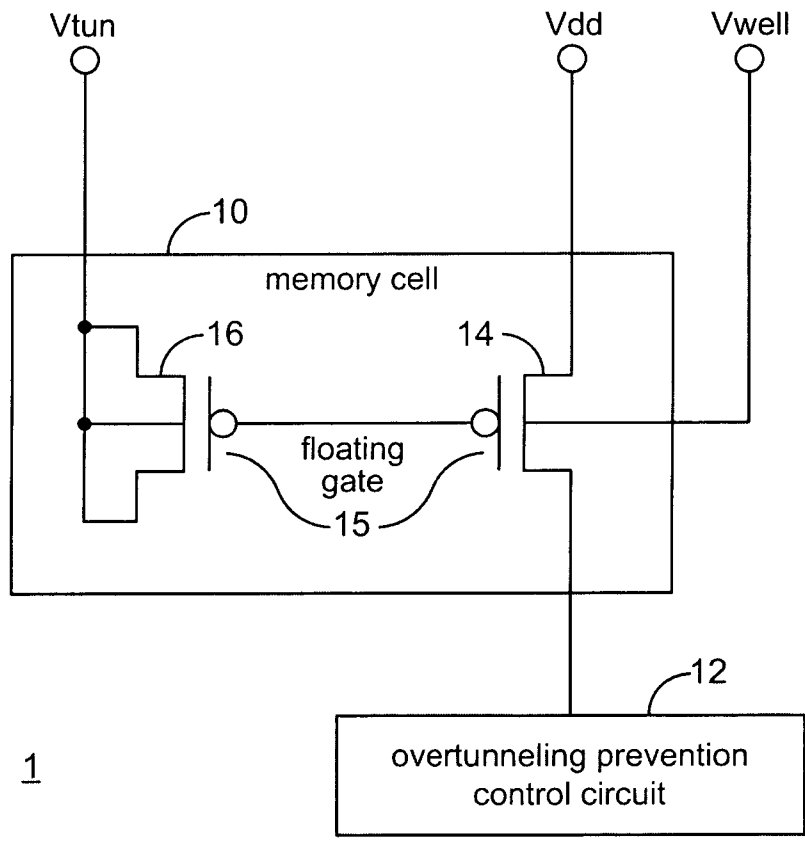 Vtun
Vdd
Vwell
10
memory cell
16
14
floating
gate
15
12
overtunneling prevention
control circuit
1